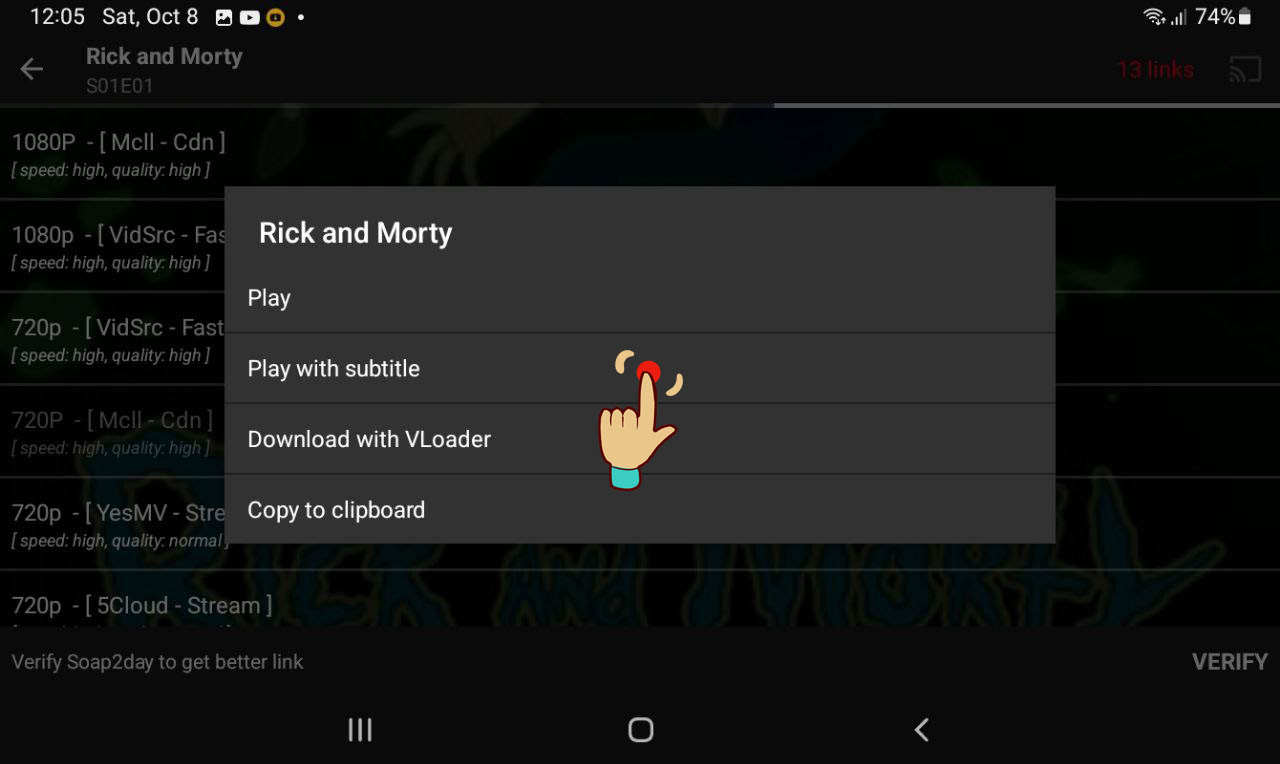 12:05 Sat, Oct 8
74%
Rick and Morty
S01E01
13 links
1080P - [ Mcll - Cdn ]
[ speed: high, quality: high ]
1080p - [ VidSrc - Fas
[ speed: high, quality: high ]
720p - [ VidSrc - Fast
[ speed: high, quality: high ]
720P - [ Mcll - Cdn ]
[ speed: high, quality: high ]
720p - [ YesMV - Stre
[ speed: high, quality: normal ]
720p - [ 5Cloud - Stream ]
Rick and Morty
Play
Play with subtitle
Download with VLoader
Copy to clipboard
RICK AND MORTY
Verify Soap2day to get better link
VERIFY